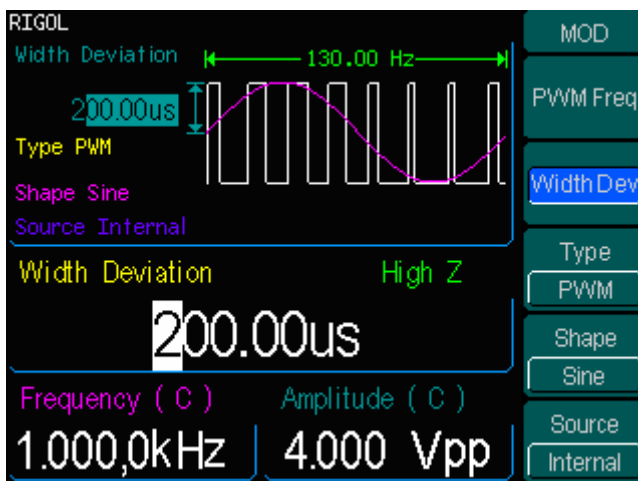 RIGOL
Width Deviation
130.00 Hz
200.00us
Type PWM
Shape Sine
Source Internal
Width Deviation High Z
200.00us
Frequency ( C ) Amplitude ( C )
1.000,0kHz 4.000 Vpp
MOD
PWM Freq
Width Dev
Type
PWM
Shape
Sine
Source
Internal